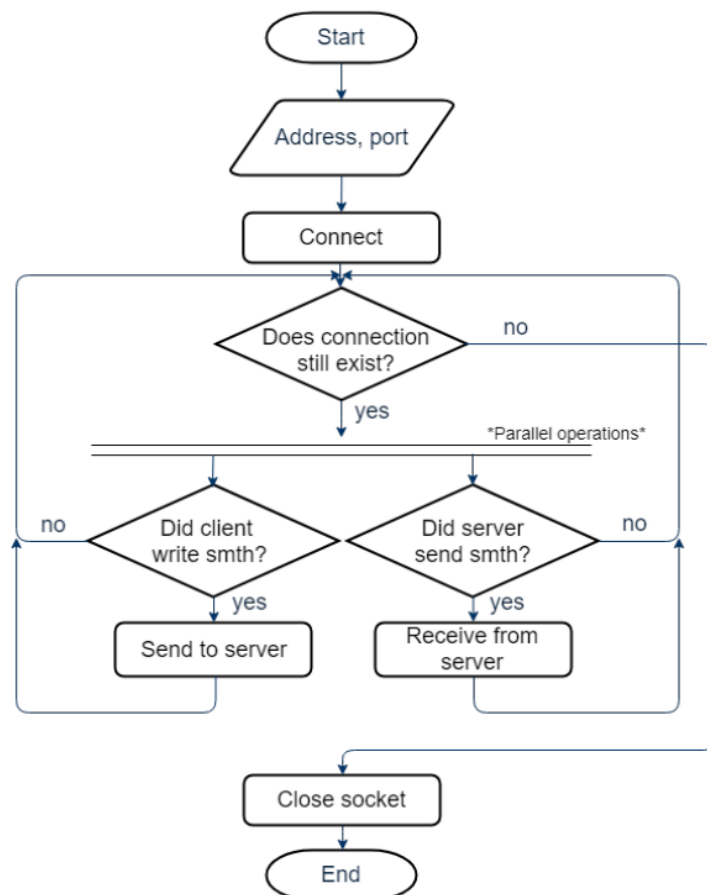 Start
Address, port
Connect
Does connection
still exist?
no
yes
*Parallel operations*
no
Did client
write smth?
Did server
send smth?
no
yes
yes
Send to server
Receive from
server
Close socket
End